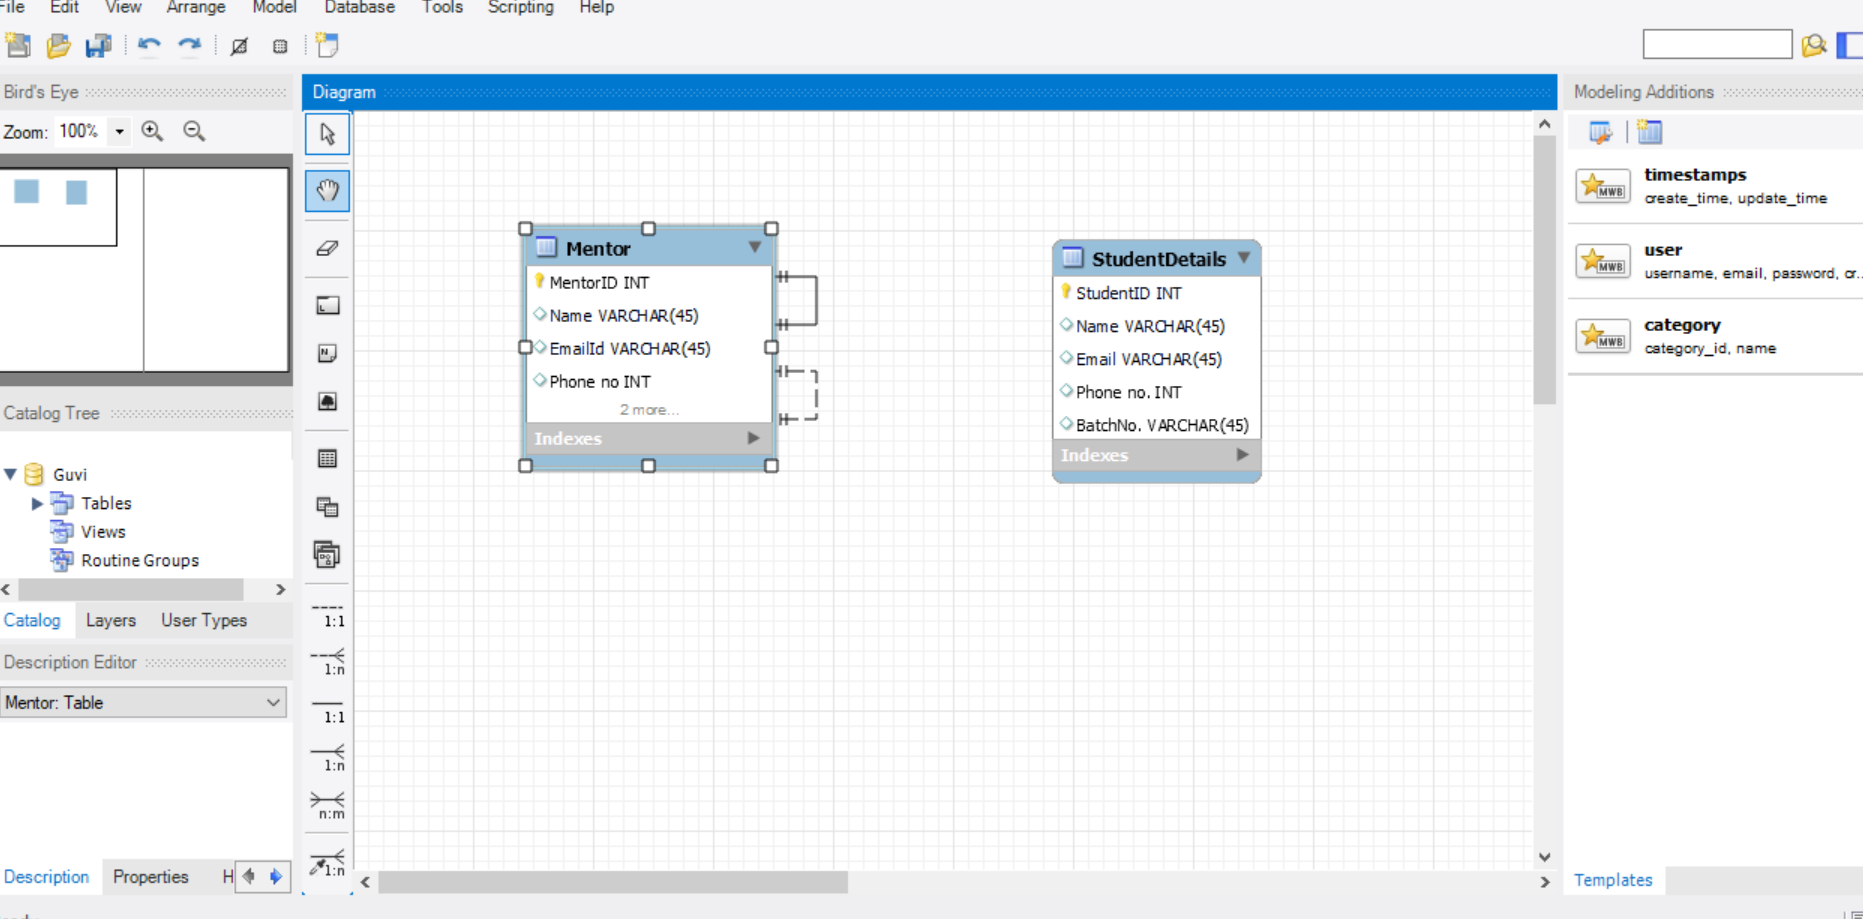 File Edit View Arrange Model Database Tools Scripting Help
Bird's Eye
Zoom: 100%
Catalog Tree
Guvi
Tables
Views
Routine Groups
Catalog Layers User Types
Description Editor
Mentor: Table
Description Properties H
Diagram
1:1
1:n
1:1
1:n
n:m
1:n
Mentor
MentorID INT
Name VARCHAR(45)
EmailId VARCHAR(45)
Phone no INT
2 more...
Indexes
StudentDetails
StudentID INT
Name VARCHAR(45)
Email VARCHAR(45)
Phone no. INT
BatchNo. VARCHAR(45)
Indexes
Modeling Additions
MWB
timestamps
create_time, update_time
MWB
user
username, email, password, cr...
MWB
category
category_id, name
Templates